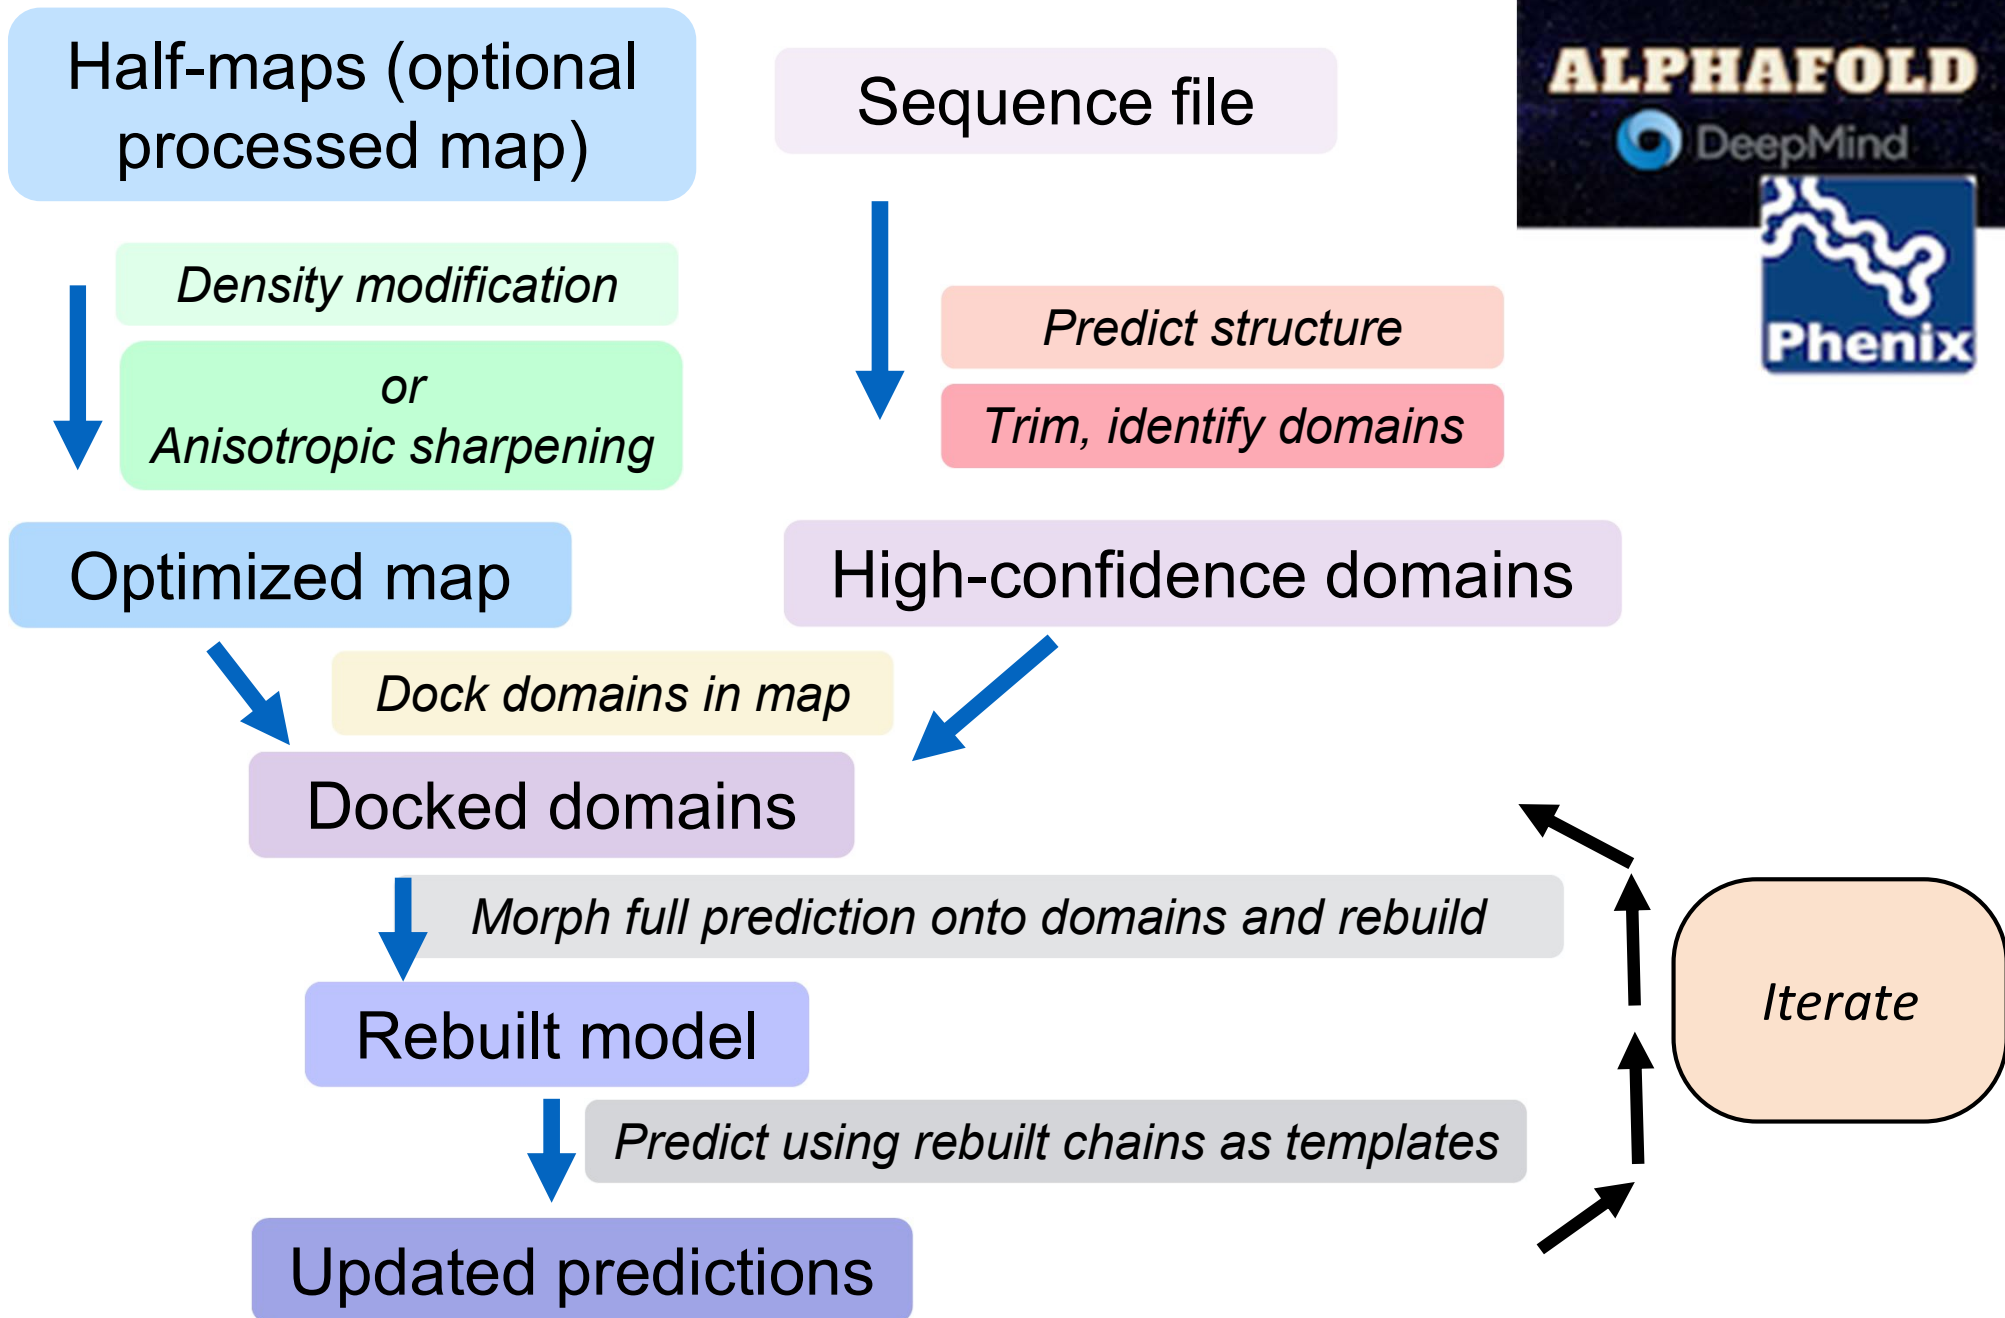 Half-maps (optional
processed map)
Sequence file
ALPHAFOLD
DeepMind
Phenix
Density modification
or
Anisotropic sharpening
Predict structure
Trim, identify domains
Optimized map
High-confidence domains
Dock domains in map
Docked domains
Morph full prediction onto domains and rebuild
Rebuilt model
Iterate
Predict using rebuilt chains as templates
Updated predictions